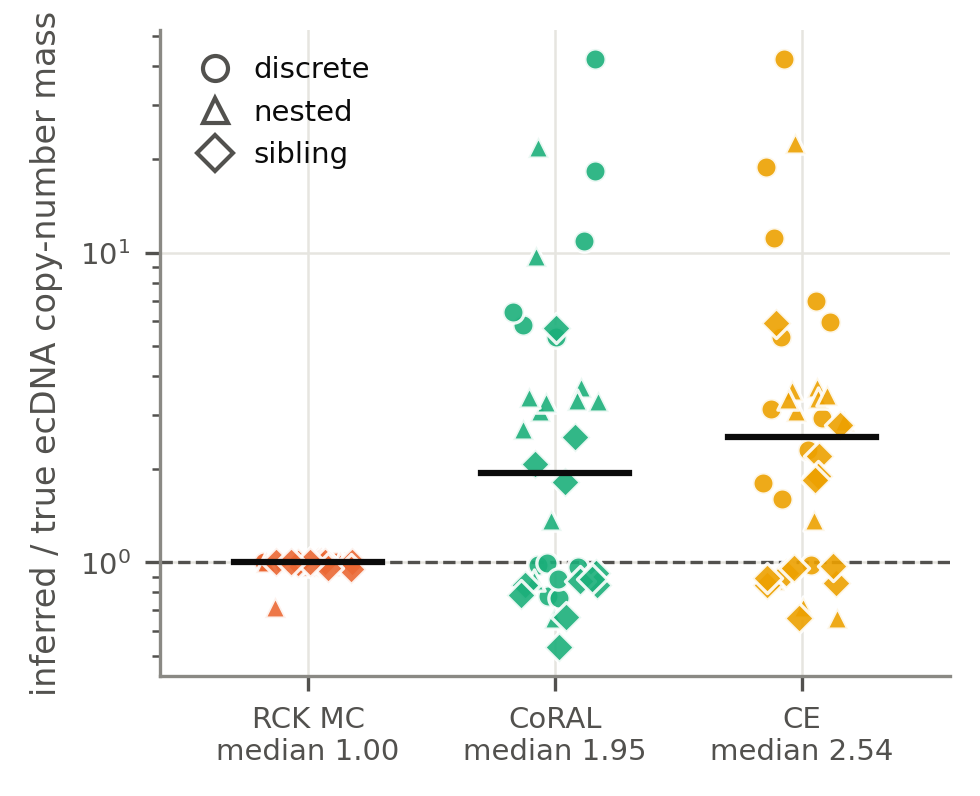 inferred / true ecDNA copy-number mass
discrete
nested
sibling
10¹
10⁰
RCK MC
median 1.00
CoRAL
median 1.95
CE
median 2.54